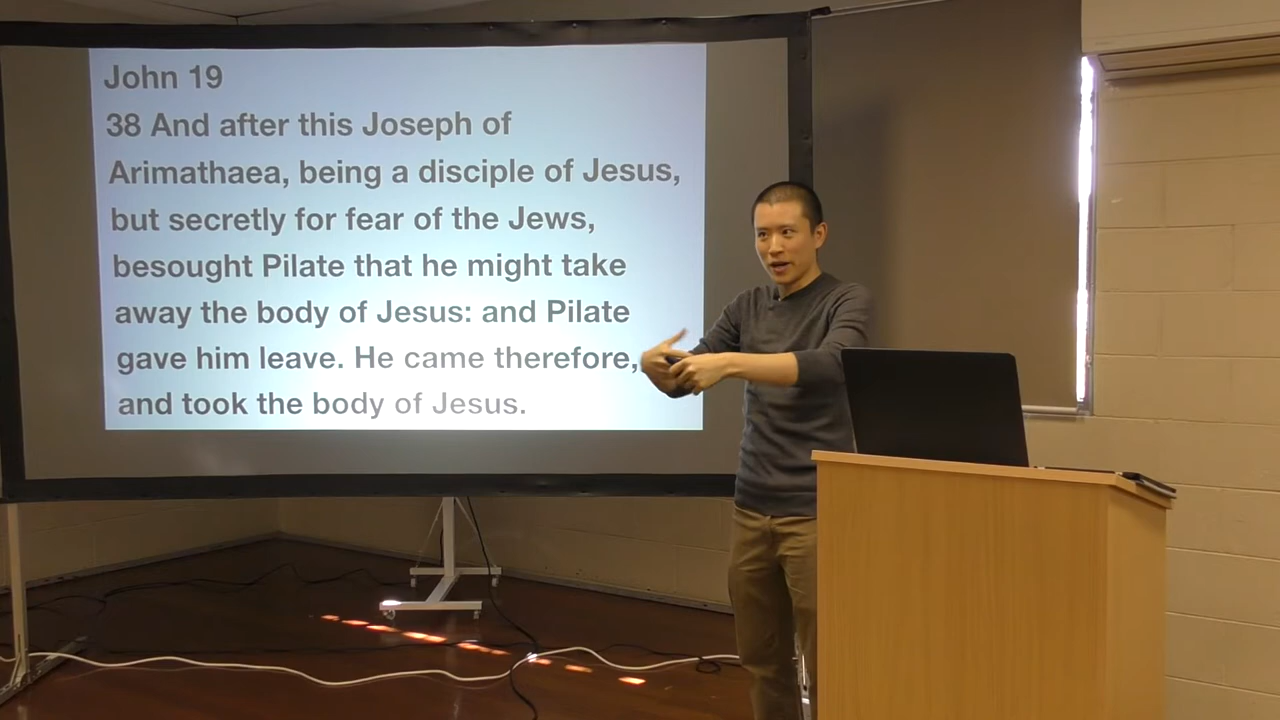 John 19
38 And after this Joseph of
Arimathaea, being a disciple of Jesus,
but secretly for fear of the Jews,
besought Pilate that he might take
away the body of Jesus: and Pilate
gave him leave. He came therefore,
and took the body of Jesus.